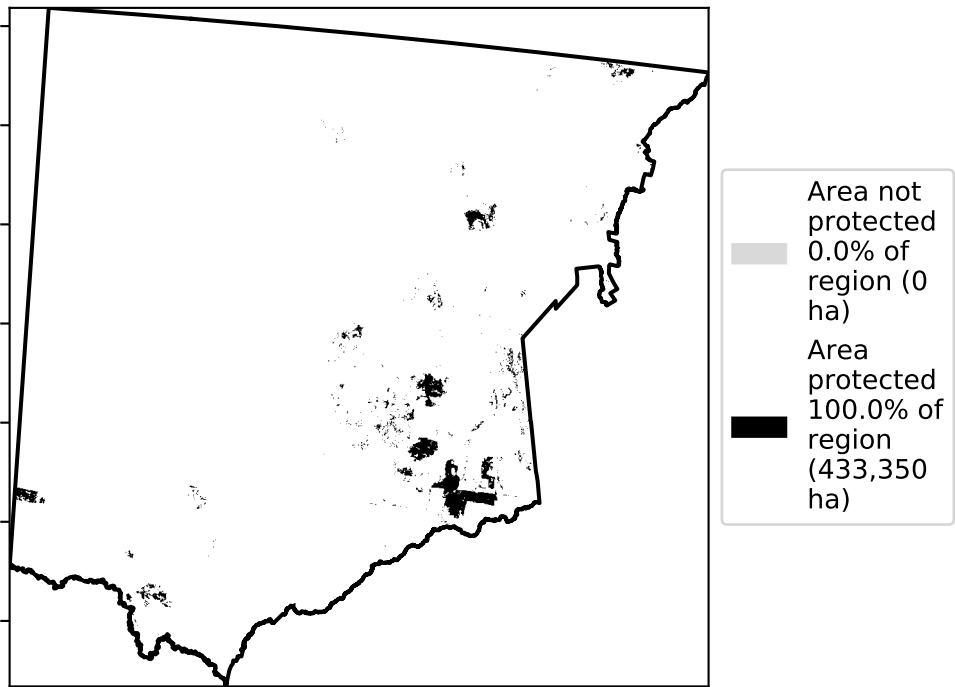 Area not
protected
0.0% of
region (0
ha)
Area
protected
100.0% of
region
(433,350
ha)